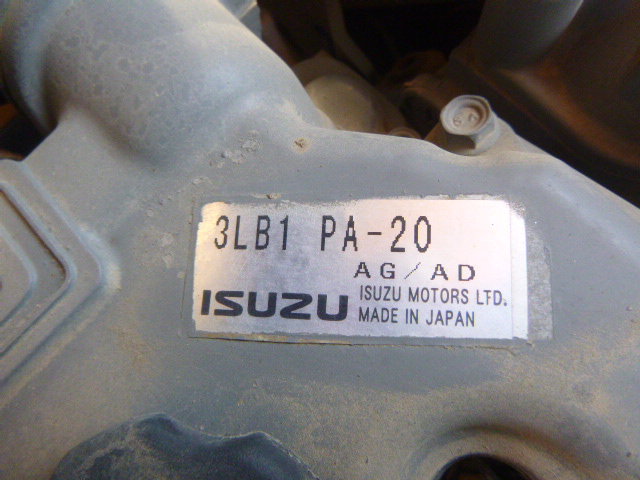 3LB1 PA-20
AG/AD
ISUZU
ISUZU MOTORS LTD.
MADE IN JAPAN